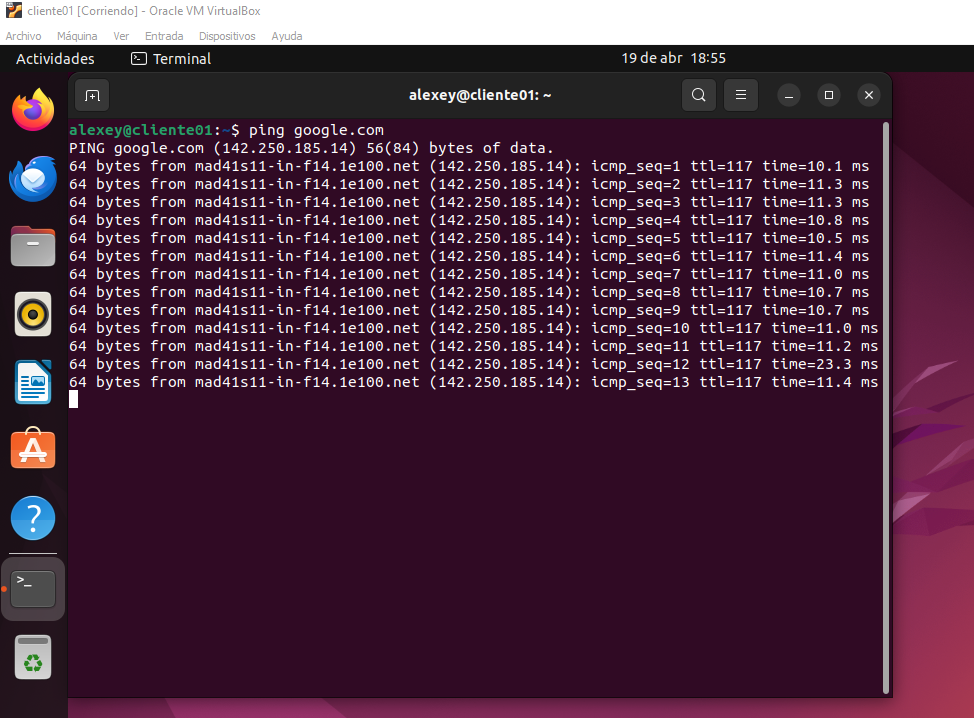 cliente01 [Corriendo] - Oracle VM VirtualBox
Archivo Máquina Ver Entrada Dispositivos Ayuda
Actividades Terminal 19 de abr 18:55
alexey@cliente01: ~
alexey@cliente01:~$ ping google.com
PING google.com (142.250.185.14) 56(84) bytes of data.
64 bytes from mad41s11-in-f14.1e100.net (142.250.185.14): icmp_seq=1 ttl=117 time=10.1 ms
64 bytes from mad41s11-in-f14.1e100.net (142.250.185.14): icmp_seq=2 ttl=117 time=11.3 ms
64 bytes from mad41s11-in-f14.1e100.net (142.250.185.14): icmp_seq=3 ttl=117 time=11.3 ms
64 bytes from mad41s11-in-f14.1e100.net (142.250.185.14): icmp_seq=4 ttl=117 time=10.8 ms
64 bytes from mad41s11-in-f14.1e100.net (142.250.185.14): icmp_seq=5 ttl=117 time=10.5 ms
64 bytes from mad41s11-in-f14.1e100.net (142.250.185.14): icmp_seq=6 ttl=117 time=11.4 ms
64 bytes from mad41s11-in-f14.1e100.net (142.250.185.14): icmp_seq=7 ttl=117 time=11.0 ms
64 bytes from mad41s11-in-f14.1e100.net (142.250.185.14): icmp_seq=8 ttl=117 time=10.7 ms
64 bytes from mad41s11-in-f14.1e100.net (142.250.185.14): icmp_seq=9 ttl=117 time=10.7 ms
64 bytes from mad41s11-in-f14.1e100.net (142.250.185.14): icmp_seq=10 ttl=117 time=11.0 ms
64 bytes from mad41s11-in-f14.1e100.net (142.250.185.14): icmp_seq=11 ttl=117 time=11.2 ms
64 bytes from mad41s11-in-f14.1e100.net (142.250.185.14): icmp_seq=12 ttl=117 time=23.3 ms
64 bytes from mad41s11-in-f14.1e100.net (142.250.185.14): icmp_seq=13 ttl=117 time=11.4 ms